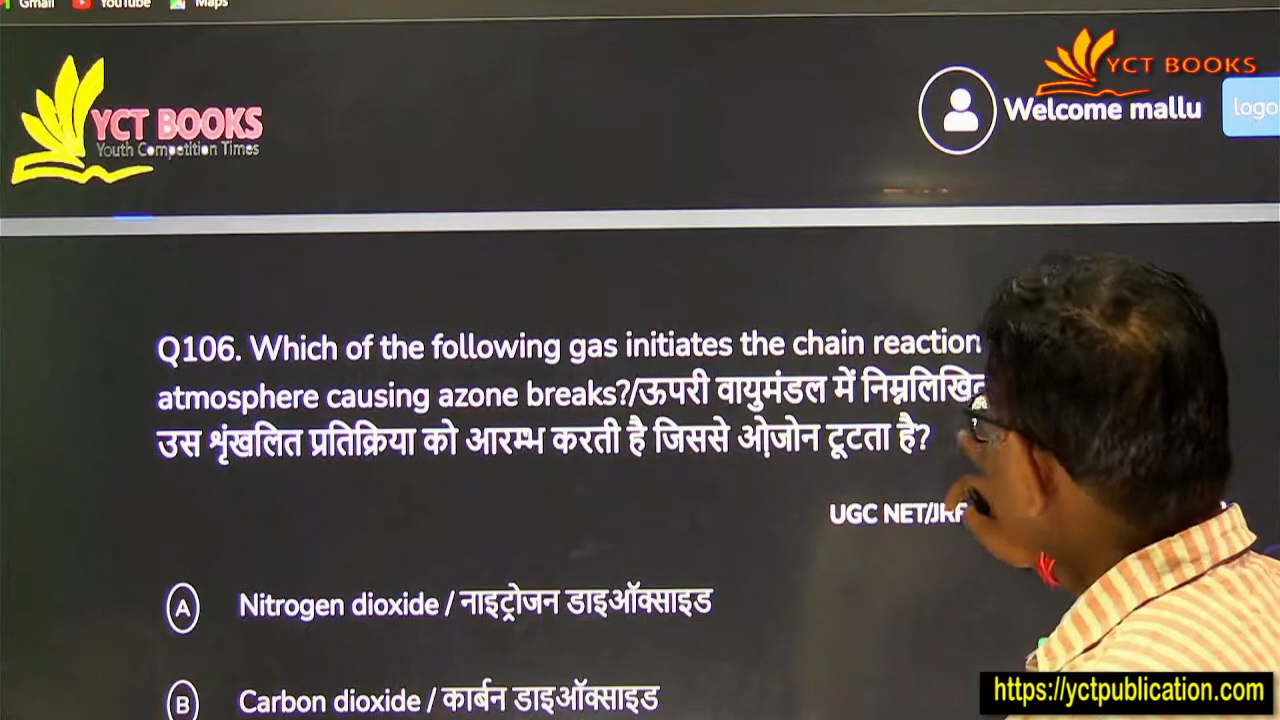 Gmail YouTube Maps
YCT BOOKS
YCT BOOKS
Youth Competition Times
Welcome mallu
logo
Q106. Which of the following gas initiates the chain reaction
atmosphere causing azone breaks?/ऊपरी वायुमंडल में निम्नलिखित
उस शृंखलित प्रतिक्रिया को आरम्भ करती है जिससे ओ़जोन टूटता है?
UGC NET/JRF
A Nitrogen dioxide / नाइट्रोजन डाइऑक्साइड
B Carbon dioxide / कार्बन डाइऑक्साइड
https://yctpublication.com